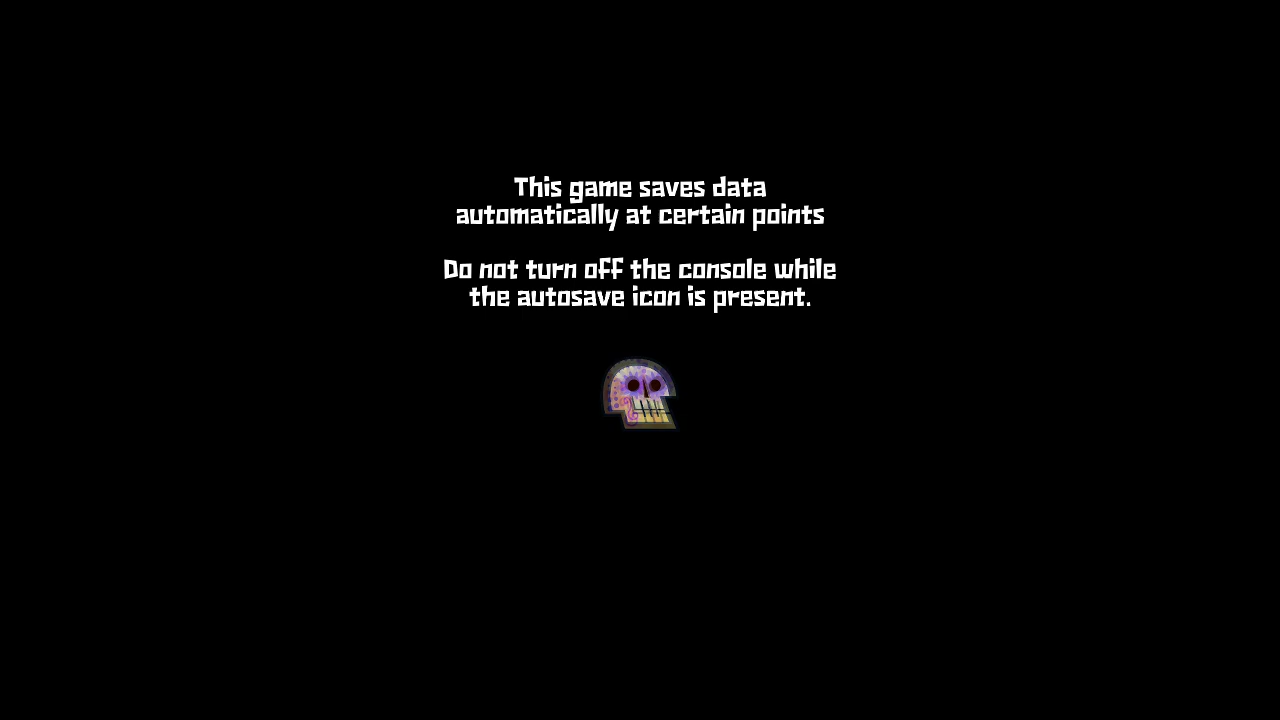 This game saves data
automatically at certain points
Do not turn off the console while
the autosave icon is present.